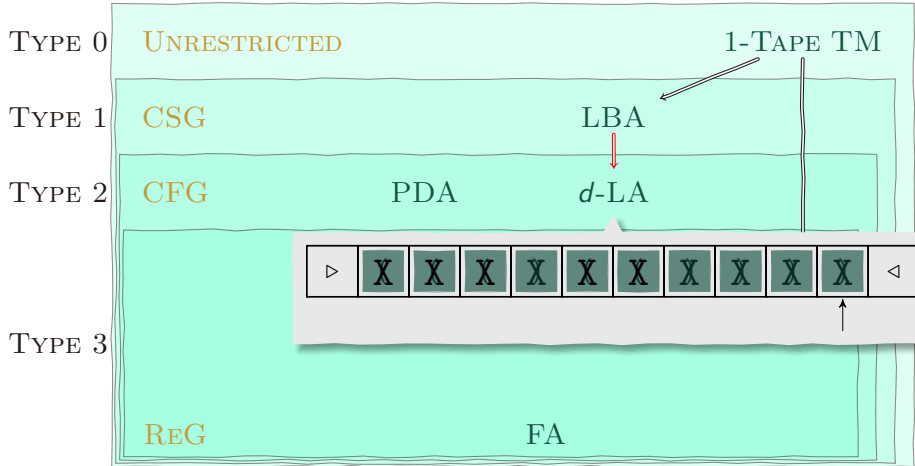 TYPE 0 UNRESTRICTED 1-TAPE TM
TYPE 1 CSG LBA
TYPE 2 CFG PDA d-LA
▷ X X X X X X X X X X ◁
TYPE 3
REG FA